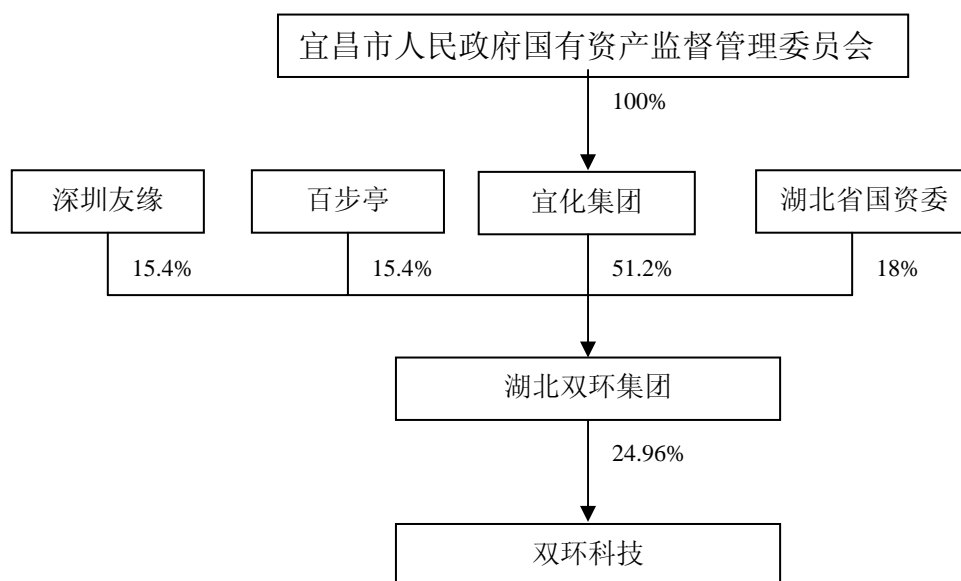 宜昌市人民政府国有资产监督管理委员会
100%
深圳友缘
百步亭
宜化集团
湖北省国资委
15.4%
15.4%
51.2%
18%
湖北双环集团
24.96%
双环科技